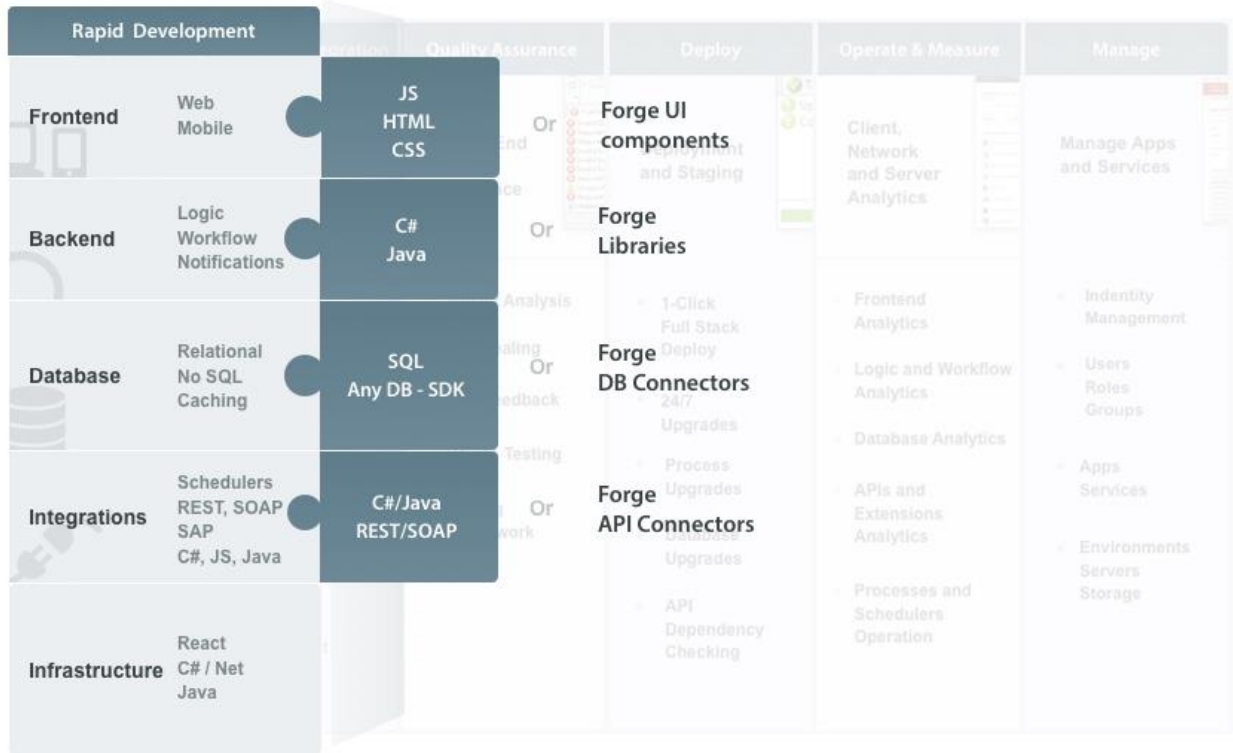 Rapid Development
Quality Assurance
Deploy
Operate & Measure
Manage
Frontend
Web
Mobile
JS
HTML
CSS
Or
Forge UI
components
Deployment
and Staging
Client,
Network
and Server
Analytics
Manage Apps
and Services
Backend
Logic
Workflow
Notifications
C#
Java
Or
Forge
Libraries
Database
Relational
No SQL
Caching
SQL
Any DB - SDK
Or
Forge
DB Connectors
Integrations
Schedulers
REST, SOAP
SAP
C#, JS, Java
C#/Java
REST/SOAP
Or
Forge
API Connectors
Infrastructure
React
C# / Net
Java
Analysis
Testing
1-Click
Full Stack
Deploy
24/7
Upgrades
Process
Upgrades
Database
Upgrades
API
Dependency
Checking
Frontend
Analytics
Logic and Workflow
Analytics
Database Analytics
APIs and
Extensions
Analytics
Processes and
Schedulers
Operation
Indentity
Management
Users
Roles
Groups
Apps
Services
Environments
Servers
Storage